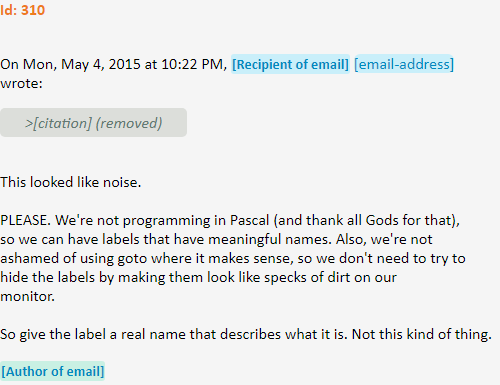 Id: 310
On Mon, May 4, 2015 at 10:22 PM, [Recipient of email] [email-address]
wrote:
>[citation] (removed)
This looked like noise.
PLEASE. We're not programming in Pascal (and thank all Gods for that),
so we can have labels that have meaningful names. Also, we're not
ashamed of using goto where it makes sense, so we don't need to try to
hide the labels by making them look like specks of dirt on our
monitor.
So give the label a real name that describes what it is. Not this kind of thing.
[Author of email]